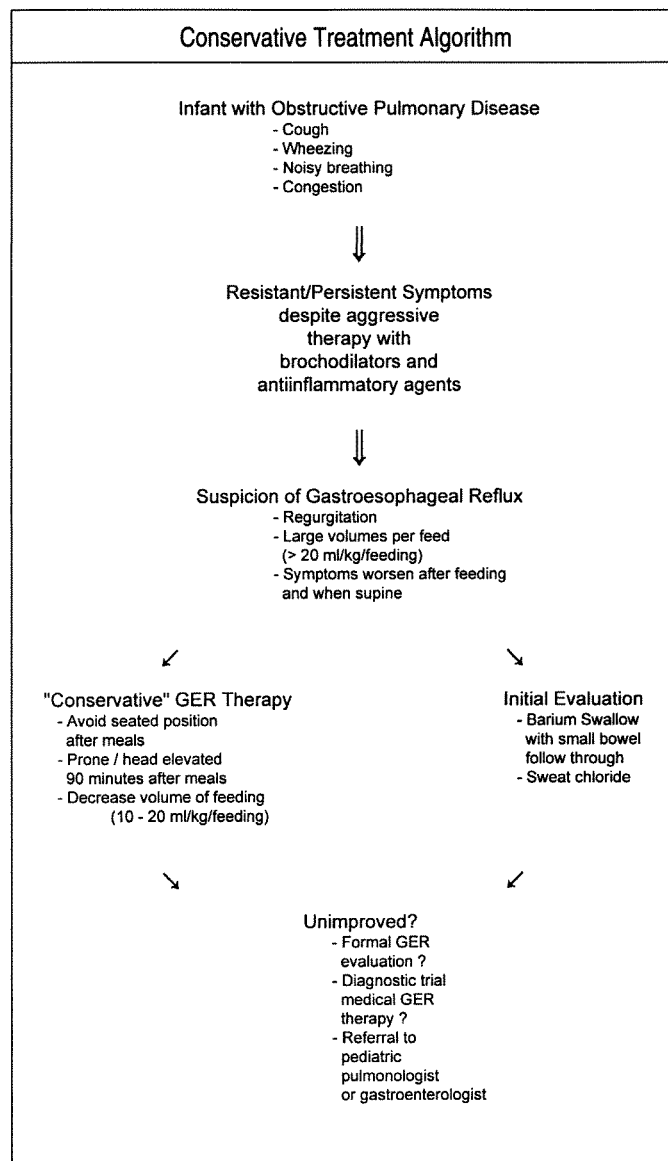 Conservative Treatment Algorithm
Infant with Obstructive Pulmonary Disease
- Cough
- Wheezing
- Noisy breathing
- Congestion
Resistant/Persistent Symptoms
despite aggressive
therapy with
brochodilators and
antiinflammatory agents
Suspicion of Gastroesophageal Reflux
- Regurgitation
- Large volumes per feed
(> 20 ml/kg/feeding)
- Symptoms worsen after feeding
and when supine
"Conservative" GER Therapy
- Avoid seated position
after meals
- Prone / head elevated
90 minutes after meals
- Decrease volume of feeding
(10 - 20 ml/kg/feeding)
Initial Evaluation
- Barium Swallow
with small bowel
follow through
- Sweat chloride
Unimproved?
- Formal GER
evaluation ?
- Diagnostic trial
medical GER
therapy ?
- Referral to
pediatric
pulmonologist
or gastroenterologist